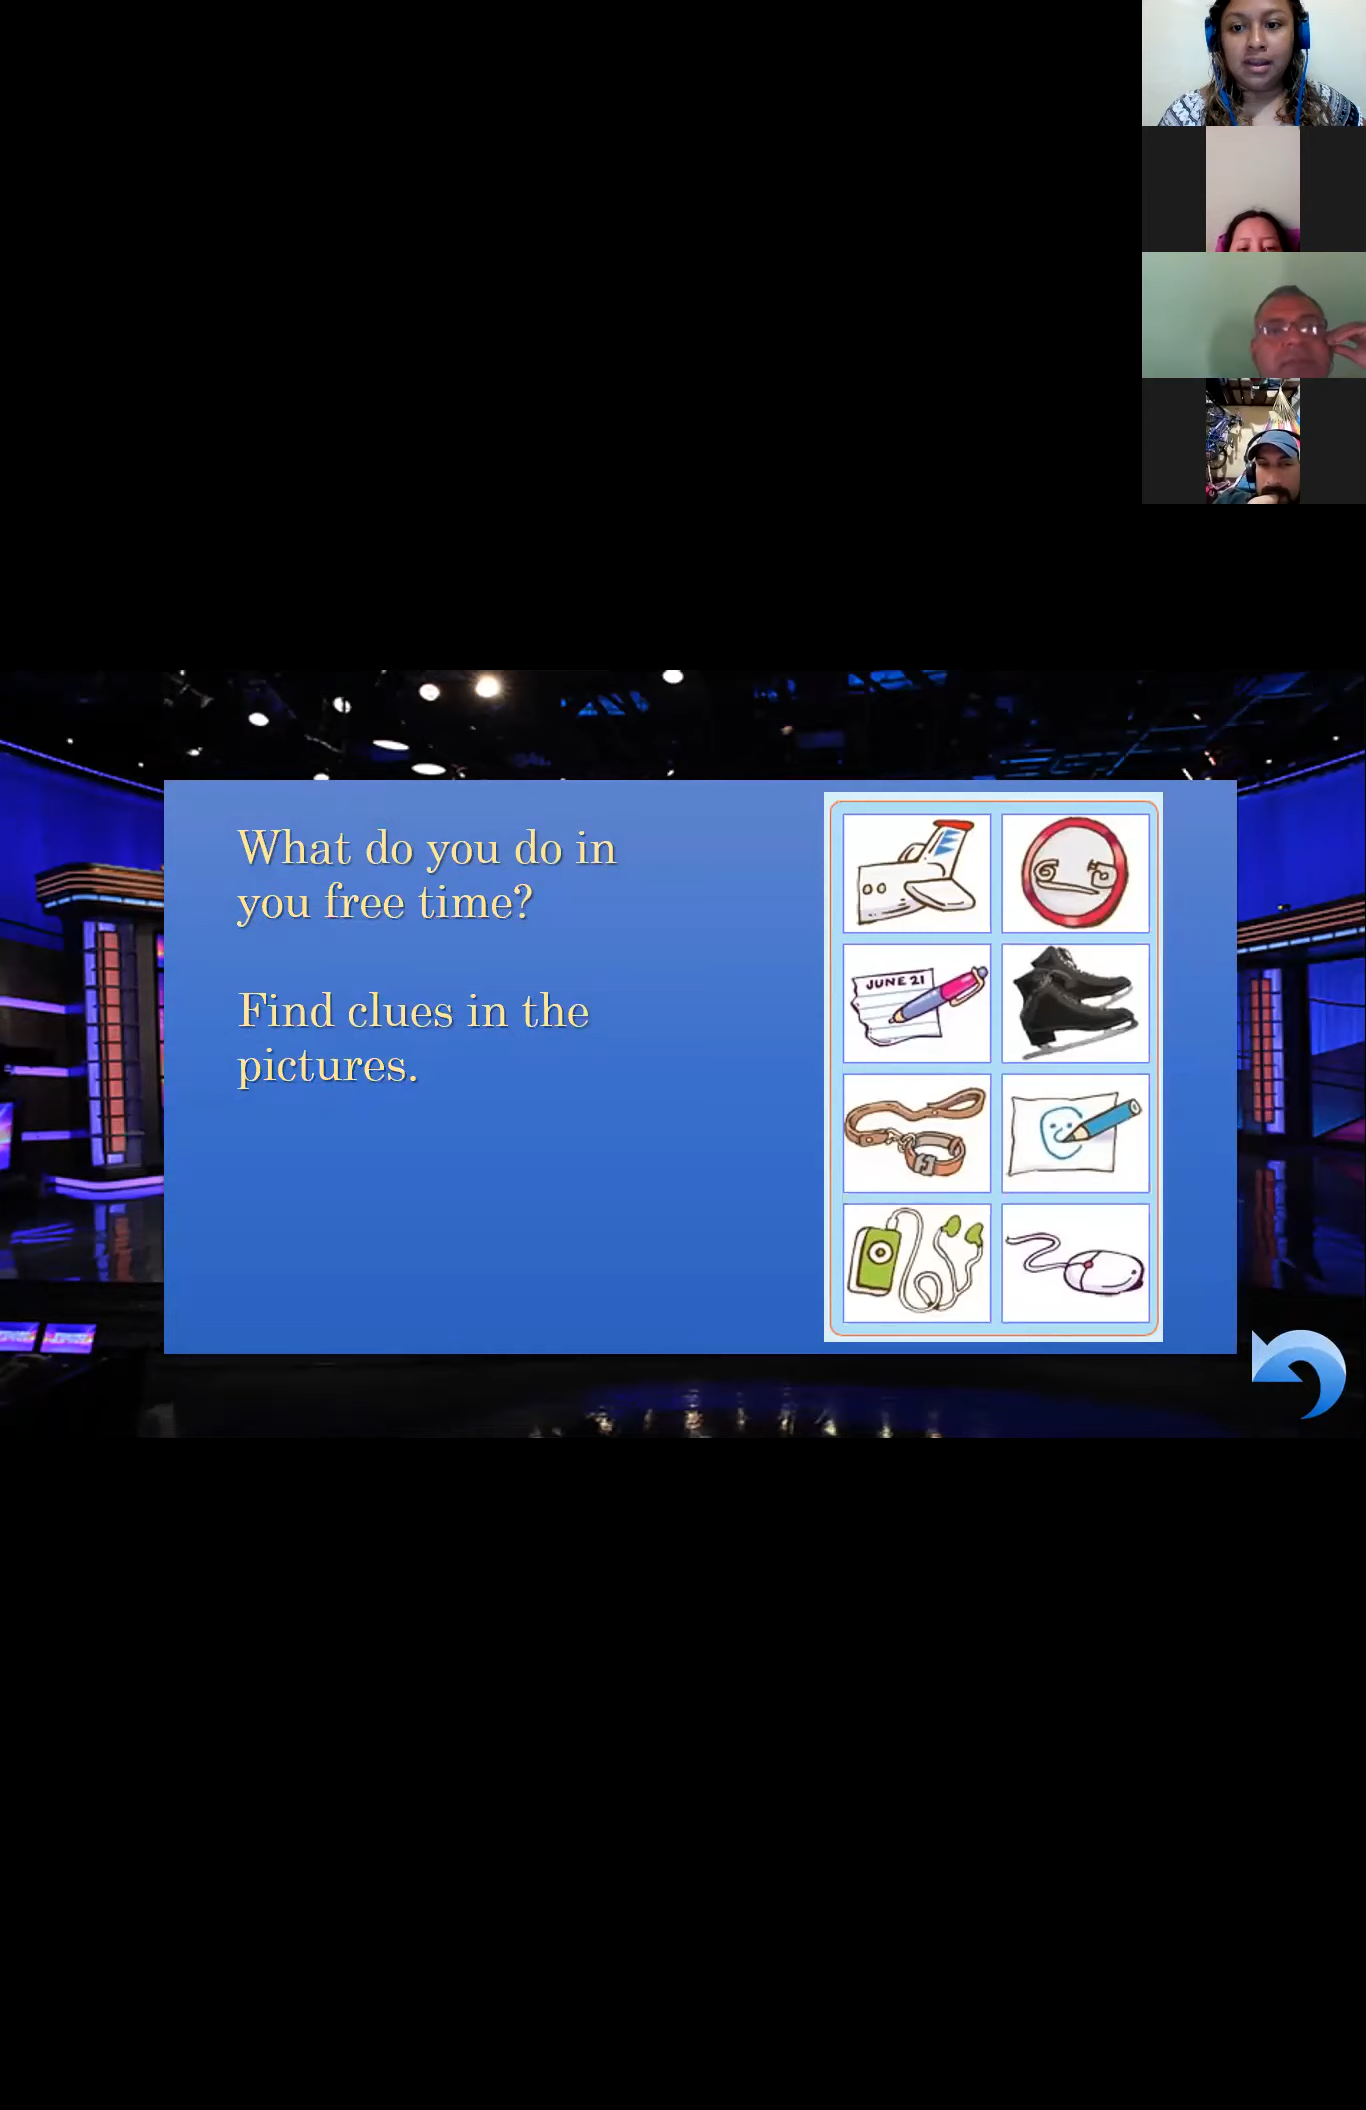 What do you do in
you free time?
Find clues in the
pictures.
JUNE 21